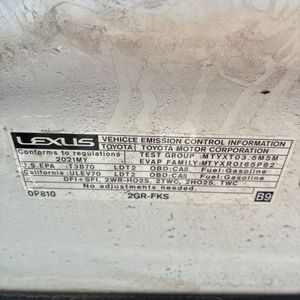 LEXUS VEHICLE EMISSION CONTROL INFORMATION
TOYOTA TOYOTA MOTOR CORPORATION
Conforms to regulations TEST GROUP :MTYXT03.5M5M
2021MY EVAP FAMILY:MTYXR0165P82
U.S.EPA :T3B70 LDT2 OBD:CAII Fuel:Gasoline
California:ULEV70 LDT2 OBD:CAII Fuel:Gasoline
DFI+SFI, 2WR-HO2S, 2TWC, 2HO2S, TWC
No adjustments needed.
0P810 2GR-FKS B9